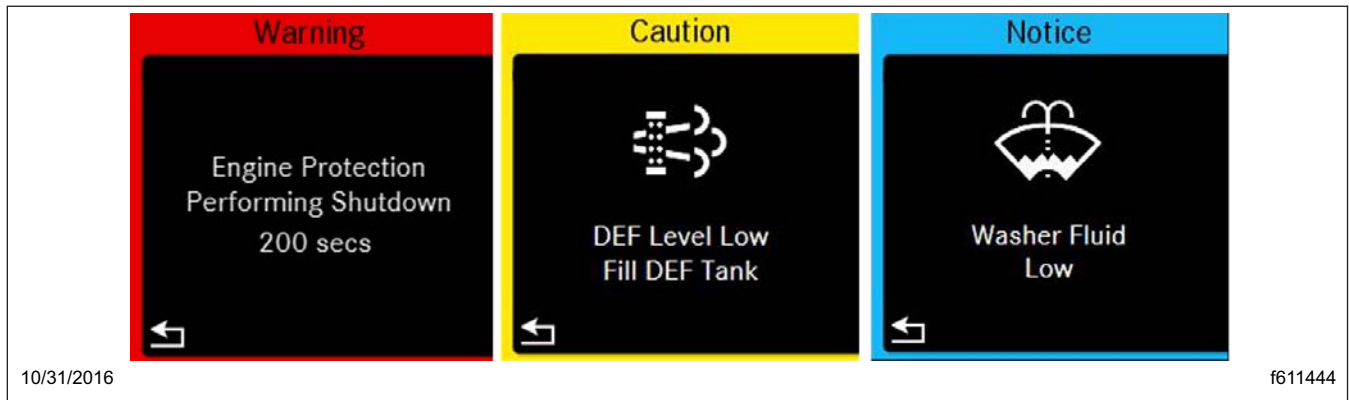 Warning
Engine Protection
Performing Shutdown
200 secs
Caution
DEF Level Low
Fill DEF Tank
Notice
Washer Fluid
Low
10/31/2016
f611444